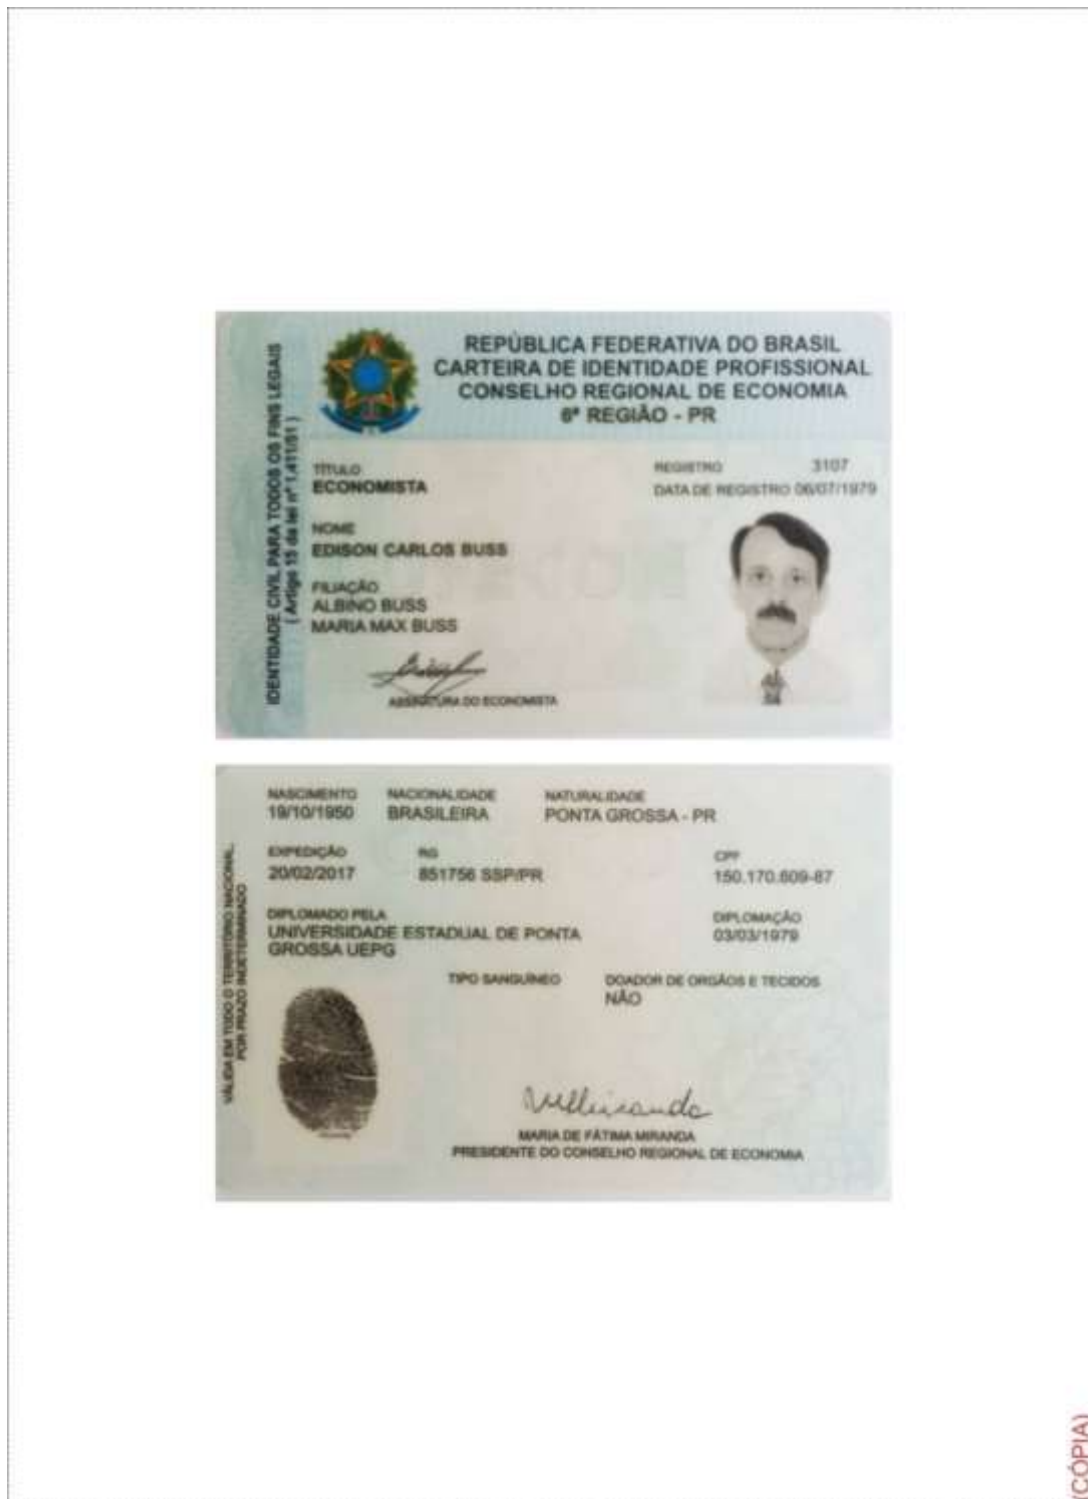 IDENTIDADE CIVIL PARA TODOS OS FINS LEGAIS
( Artigo 15 da lei nº 1.411/51 )
REPÚBLICA FEDERATIVA DO BRASIL
CARTEIRA DE IDENTIDADE PROFISSIONAL
CONSELHO REGIONAL DE ECONOMIA
6ª REGIÃO - PR
TÍTULO
ECONOMISTA
REGISTRO 3107
DATA DE REGISTRO 06/07/1979
NOME
EDISON CARLOS BUSS
FILIAÇÃO
ALBINO BUSS
MARIA MAX BUSS
ASSINATURA DO ECONOMISTA
VÁLIDA EM TODO O TERRITÓRIO NACIONAL,
POR PRAZO INDETERMINADO
NASCIMENTO NACIONALIDADE NATURALIDADE
19/10/1950 BRASILEIRA PONTA GROSSA - PR
EXPEDIÇÃO RG CPF
20/02/2017 851756 SSP/PR 150.170.609-87
DIPLOMADO PELA DIPLOMAÇÃO
UNIVERSIDADE ESTADUAL DE PONTA 03/03/1979
GROSSA UEPG
TIPO SANGUÍNEO DOADOR DE ORGÃOS E TECIDOS
NÃO
MARIA DE FÁTIMA MIRANDA
PRESIDENTE DO CONSELHO REGIONAL DE ECONOMIA
(CÓPIA)